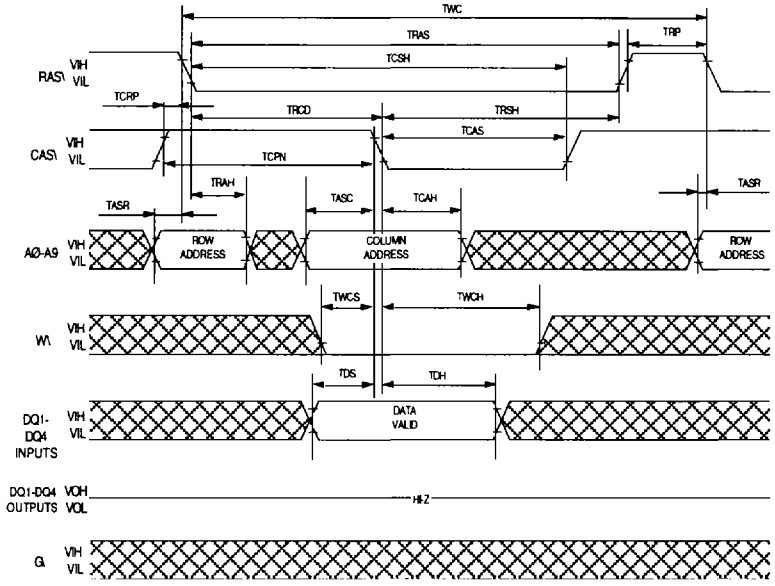 TWC
TRAS
TRP
TCSH
RAS\ VIH
VIL
TCRP
TRCD
TRSH
TCAS
CAS\ VIH
VIL
TCPN
TRAH
TASR
TASC
TCAH
TASR
AØ-A9 VIH
VIL
ROW
ADDRESS
COLUMN
ADDRESS
ROW
ADDRESS
TWCS
TWCH
W\ VIH
VIL
TDS
TDH
DQ1-
DQ4
INPUTS
VIH
VIL
DATA
VALID
DQ1-DQ4 VOH
OUTPUTS VOL
HI-Z
G\ VIH
VIL